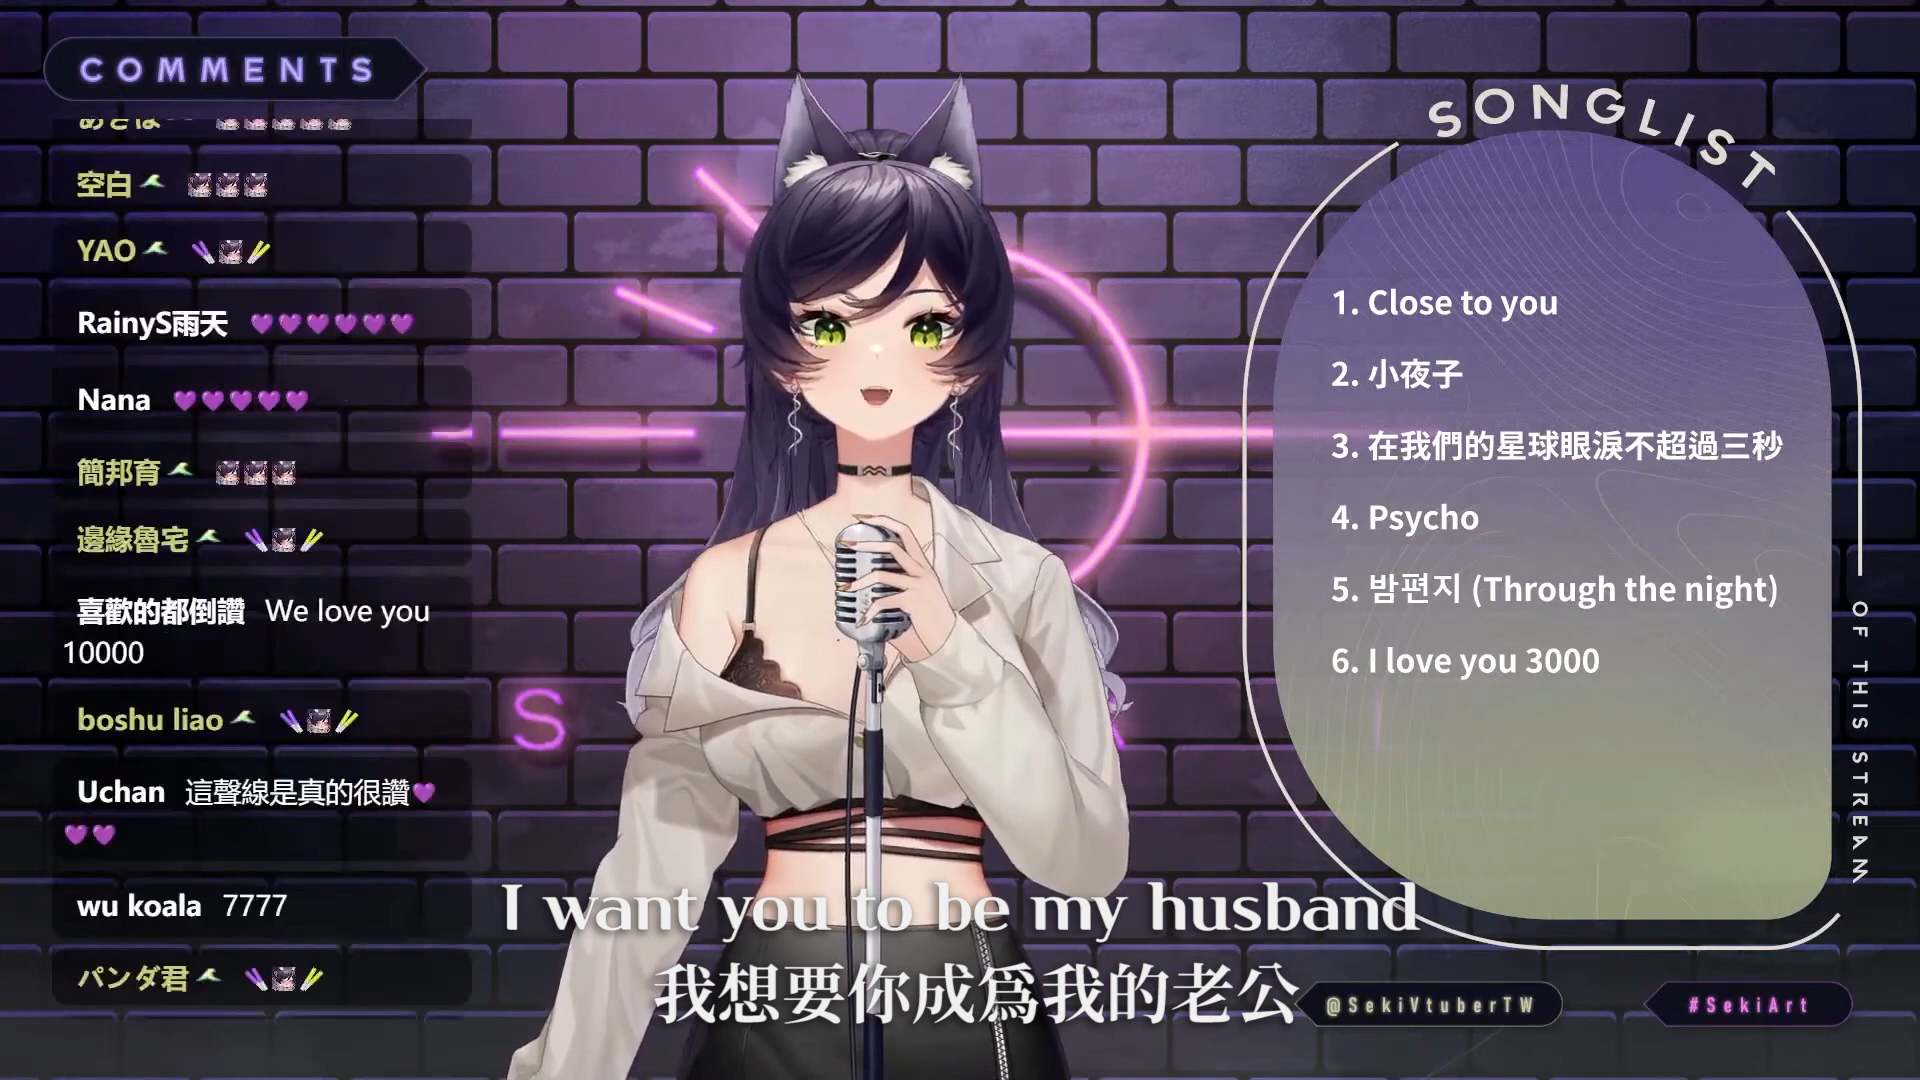 COMMENTS
空白
YAO
RainyS雨天
Nana
簡邦育
邊緣魯宅
喜歡的都倒讚 We love you
10000
boshu liao
Uchan 這聲線是真的很讚
wu koala 7777
パンダ君
S
SONGLIST
1. Close to you
2. 小夜子
3. 在我們的星球眼淚不超過三秒
4. Psycho
5. 밤편지 (Through the night)
6. I love you 3000
OF THIS STREAM
I want you to be my husband
我想要你成爲我的老公
@SekiVtuberTW
#SekiArt